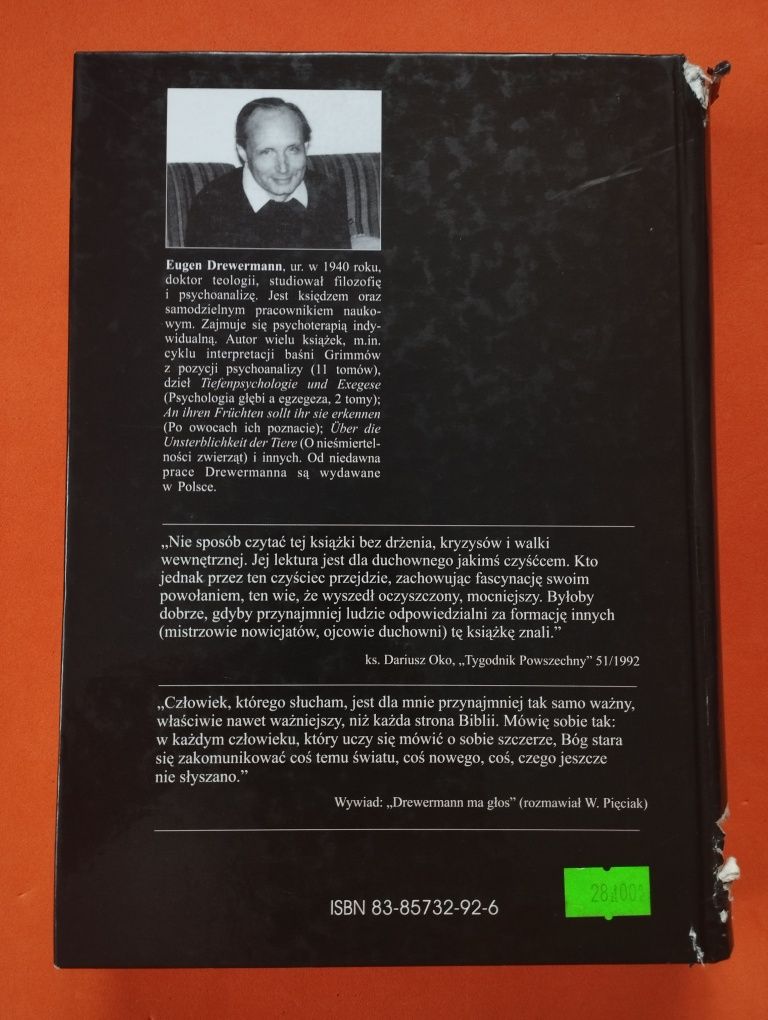 Eugen Drewermann, ur. w 1940 roku,
doktor teologii, studiował filozofię
i psychoanalizę. Jest księdzem oraz
samodzielnym pracownikiem nauko-
wym. Zajmuje się psychoterapią indy-
widualną. Autor wielu książek, m.in.
cyklu interpretacji baśni Grimmów
z pozycji psychoanalizy (11 tomów),
dzieł Tiefenpsychologie und Exegese
(Psychologia głębi a egzegeza, 2 tomy);
An ihren Früchten sollt ihr sie erkennen
(Po owocach ich poznacie); Über die
Unsterblichkeit der Tiere (O nieśmiertel-
ności zwierząt) i innych. Od niedawna
prace Drewermanna są wydawane
w Polsce.
„Nie sposób czytać tej książki bez drżenia, kryzysów i walki
wewnętrznej. Jej lektura jest dla duchownego jakimś czyśćcem. Kto
jednak przez ten czyściec przejdzie, zachowując fascynację swoim
powołaniem, ten wie, że wyszedł oczyszczony, mocniejszy. Byłoby
dobrze, gdyby przynajmniej ludzie odpowiedzialni za formację innych
(mistrzowie nowicjatów, ojcowie duchowni) tę książkę znali.”
ks. Dariusz Oko, „Tygodnik Powszechny” 51/1992
„Człowiek, którego słucham, jest dla mnie przynajmniej tak samo ważny,
właściwie nawet ważniejszy, niż każda strona Biblii. Mówię sobie tak:
w każdym człowieku, który uczy się mówić o sobie szczerze, Bóg stara
się zakomunikować coś temu światu, coś nowego, coś, czego jeszcze
nie słyszano.”
Wywiad: „Drewermann ma głos” (rozmawiał W. Pięciak)
ISBN 83-85732-92-6